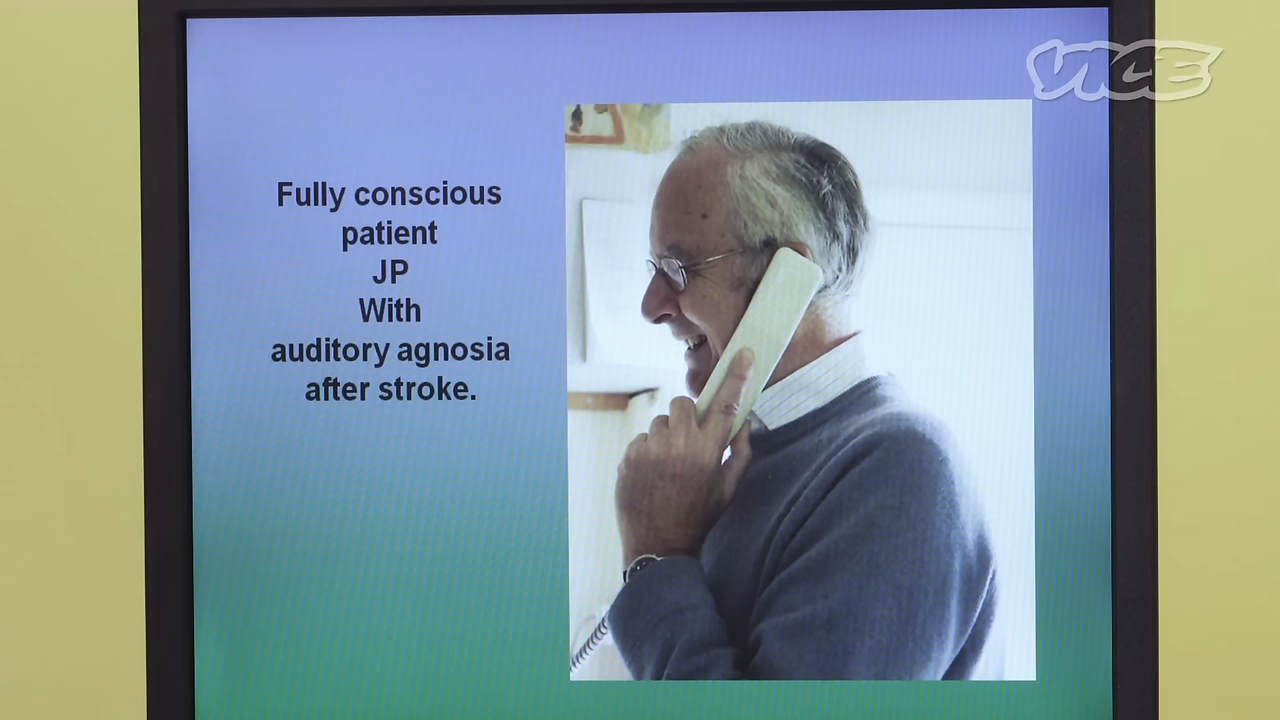 VICE
Fully conscious
patient
JP
With
auditory agnosia
after stroke.